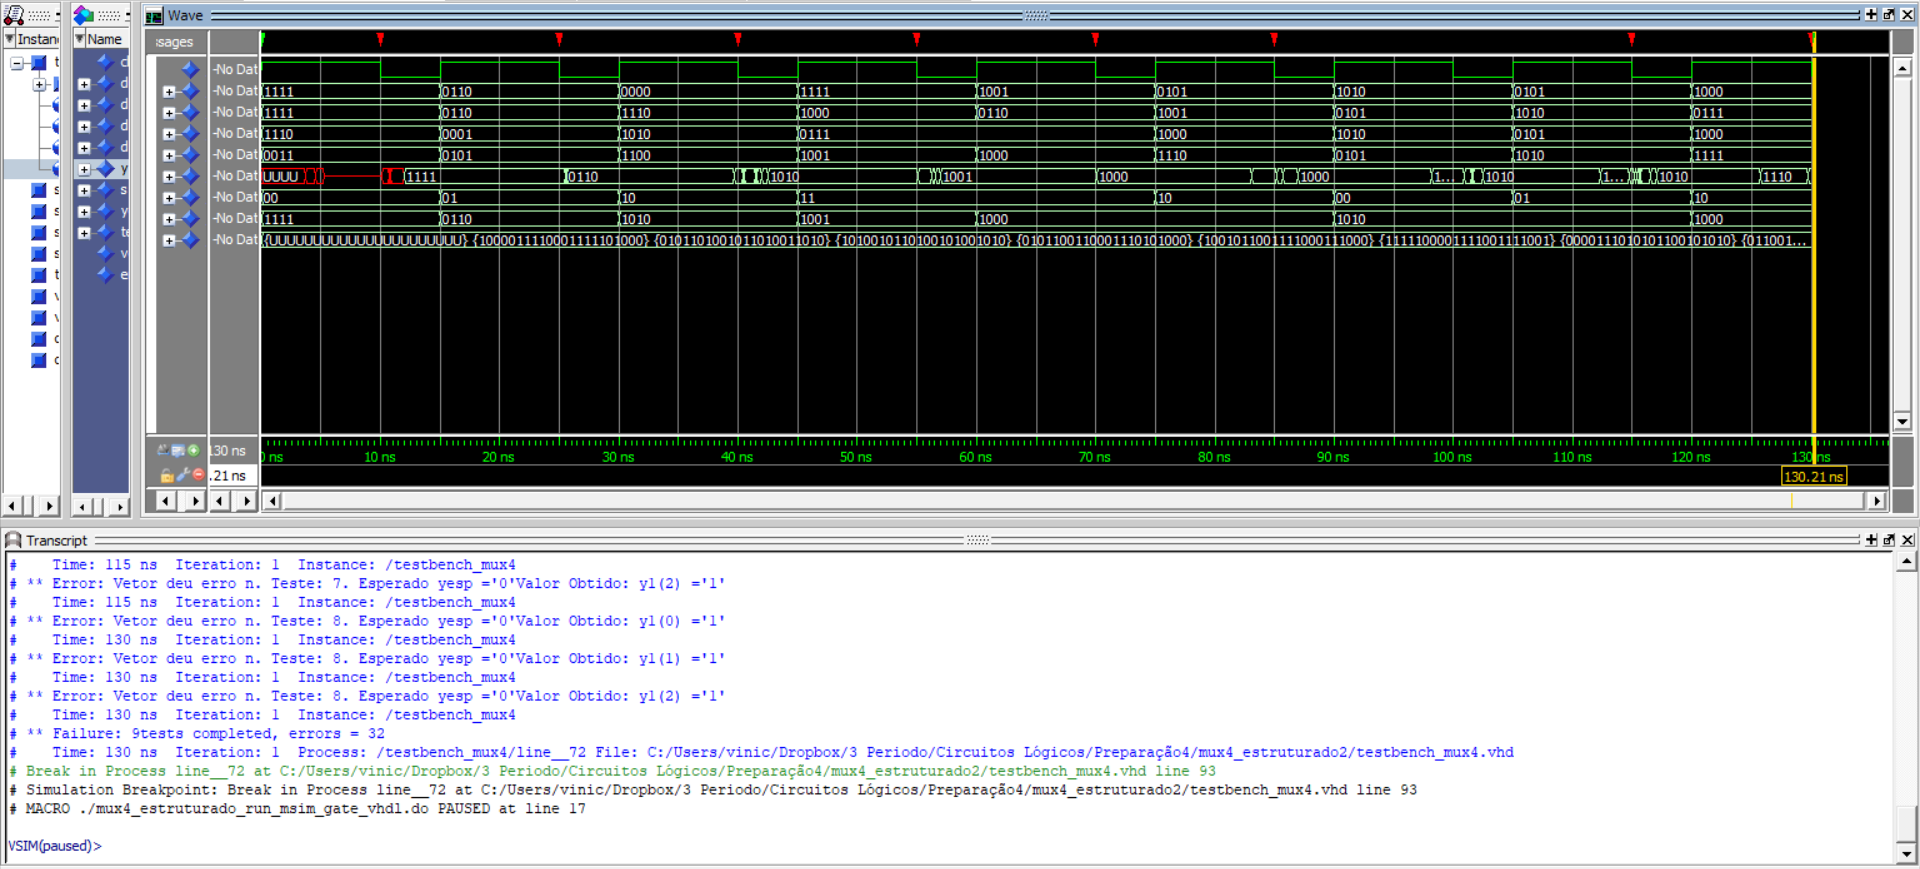 Wave
Instan
Name
ssages
-No Dat
-No Dat 1111 0110 0000 1111 1001 0101 1010 0101 1000
-No Dat 1111 0110 1110 1000 0110 1001 0101 1010 0111
-No Dat 1110 0001 1010 0111 1000 1010 0101 1000
-No Dat 0011 0101 1100 1001 1000 1110 0101 1010 1111
-No Dat UUUU 1111 0110 1010 1001 1000 1000 1... 1010 1... 1010 1110
-No Dat 00 01 10 11 10 00 01 10
-No Dat 1111 0110 1010 1001 1000 1010 1000
-No Dat
130 ns
0 ns 10 ns 20 ns 30 ns 40 ns 50 ns 60 ns 70 ns 80 ns 90 ns 100 ns 110 ns 120 ns 130 ns
.21 ns
130.21 ns
Transcript
# Time: 115 ns Iteration: 1 Instance: /testbench_mux4
# ** Error: Vetor deu erro n. Teste: 7. Esperado yesp ='0'Valor Obtido: y1(2) ='1'
# Time: 115 ns Iteration: 1 Instance: /testbench_mux4
# ** Error: Vetor deu erro n. Teste: 8. Esperado yesp ='0'Valor Obtido: y1(0) ='1'
# Time: 130 ns Iteration: 1 Instance: /testbench_mux4
# ** Error: Vetor deu erro n. Teste: 8. Esperado yesp ='0'Valor Obtido: y1(1) ='1'
# Time: 130 ns Iteration: 1 Instance: /testbench_mux4
# ** Error: Vetor deu erro n. Teste: 8. Esperado yesp ='0'Valor Obtido: y1(2) ='1'
# Time: 130 ns Iteration: 1 Instance: /testbench_mux4
# ** Failure: 9tests completed, errors = 32
# Time: 130 ns Iteration: 1 Process: /testbench_mux4/line__72 File: C:/Users/vinic/Dropbox/3 Periodo/Circuitos Lógicos/Preparação4/mux4_estruturado2/testbench_mux4.vhd
# Break in Process line__72 at C:/Users/vinic/Dropbox/3 Periodo/Circuitos Lógicos/Preparação4/mux4_estruturado2/testbench_mux4.vhd line 93
# Simulation Breakpoint: Break in Process line__72 at C:/Users/vinic/Dropbox/3 Periodo/Circuitos Lógicos/Preparação4/mux4_estruturado2/testbench_mux4.vhd line 93
# MACRO ./mux4_estruturado_run_msim_gate_vhdl.do PAUSED at line 17
VSIM(paused)>